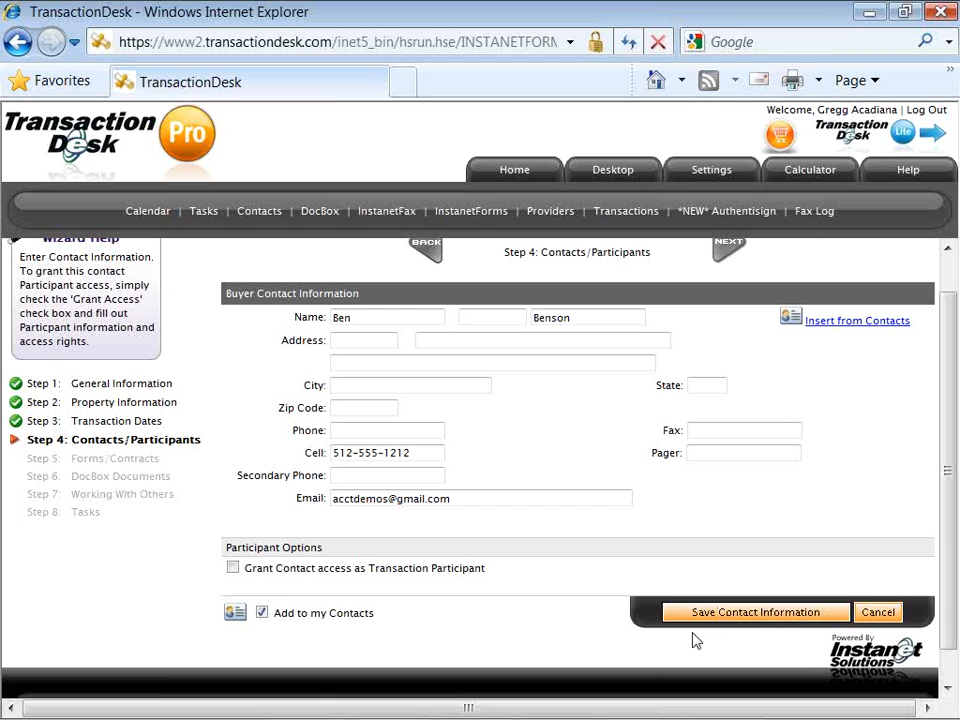 TransactionDesk - Windows Internet Explorer
https://www2.transactiondesk.com/inet5_bin/hsrun.hse/INSTANETFORM
Google
Favorites
TransactionDesk
Page
Welcome, Gregg Acadiana | Log Out
Transaction Desk Pro
Transaction Desk Lite
Home
Desktop
Settings
Calculator
Help
Calendar | Tasks | Contacts | DocBox | InstanetFax | InstanetForms | Providers | Transactions | *NEW* Authentisign | Fax Log
Wizard Help
Enter Contact Information.
To grant this contact
Participant access, simply
check the 'Grant Access'
check box and fill out
Particpant information and
access rights.
Step 1: General Information
Step 2: Property Information
Step 3: Transaction Dates
Step 4: Contacts/Participants
Step 5: Forms/Contracts
Step 6: DocBox Documents
Step 7: Working With Others
Step 8: Tasks
BACK
Step 4: Contacts/Participants
NEXT
Buyer Contact Information
Name: Ben Benson
Insert from Contacts
Address:
City:
State:
Zip Code:
Phone:
Fax:
Cell: 512-555-1212
Pager:
Secondary Phone:
Email: acctdemos@gmail.com
Participant Options
Grant Contact access as Transaction Participant
Add to my Contacts
Save Contact Information
Cancel
Powered By
Instanet
Solutions